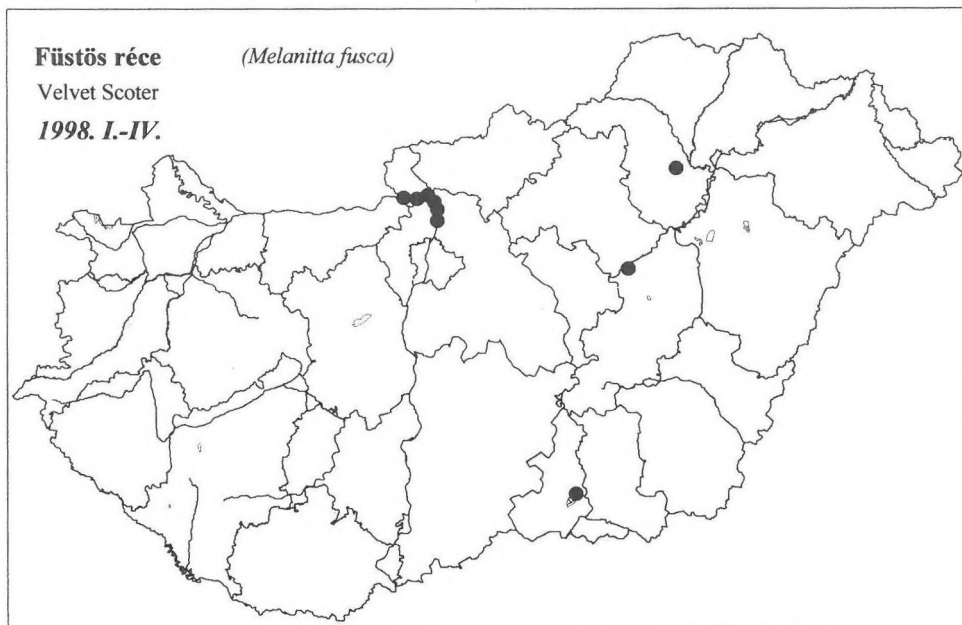 Füstös réce (Melanitta fusca)
Velvet Scoter
1998. I.-IV.